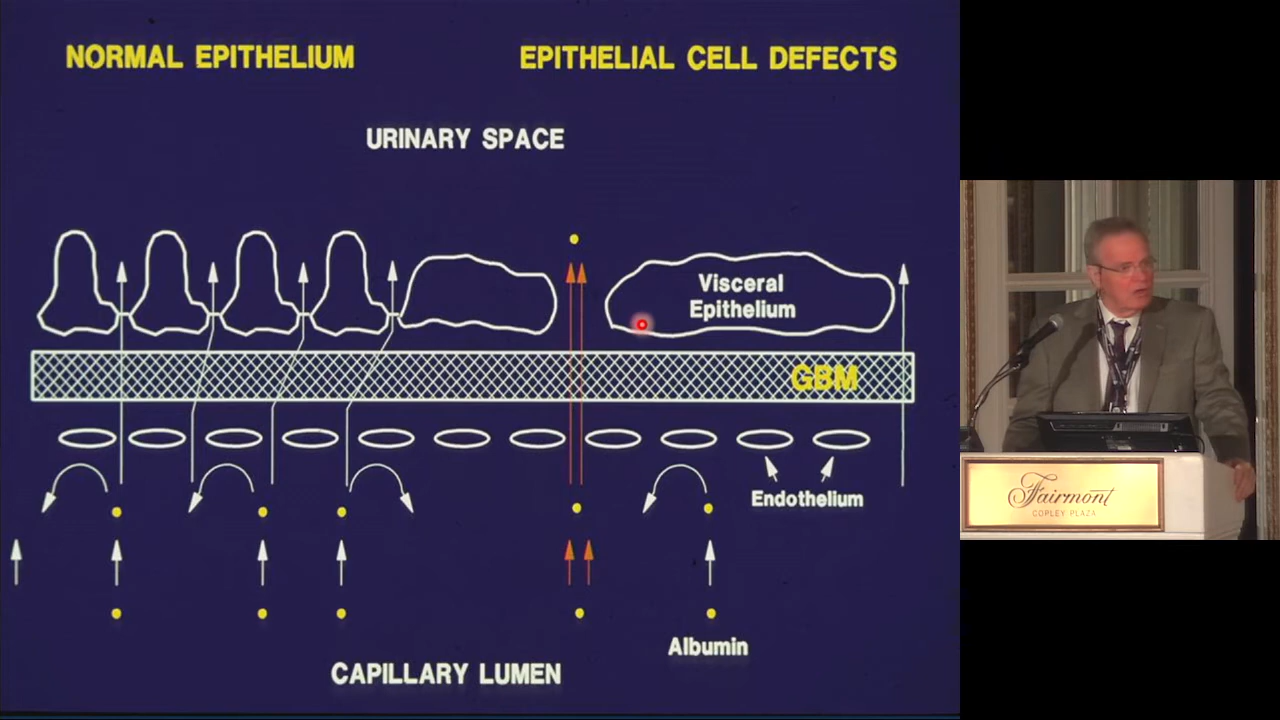 NORMAL EPITHELIUM
EPITHELIAL CELL DEFECTS
URINARY SPACE
Visceral
Epithelium
GBM
Endothelium
Albumin
CAPILLARY LUMEN
Fairmont
COPLEY PLAZA